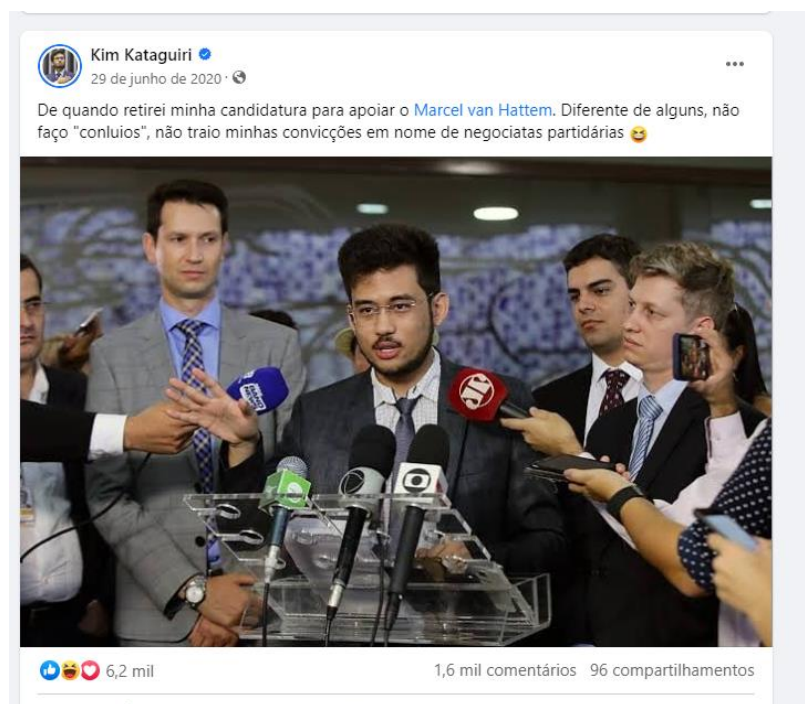 Kim Kataguiri
29 de junho de 2020 ·
De quando retirei minha candidatura para apoiar o Marcel van Hattem. Diferente de alguns, não
faço "conluios", não traio minhas convicções em nome de negociatas partidárias 😆
BAND
NEWS
6,2 mil
1,6 mil comentários 96 compartilhamentos